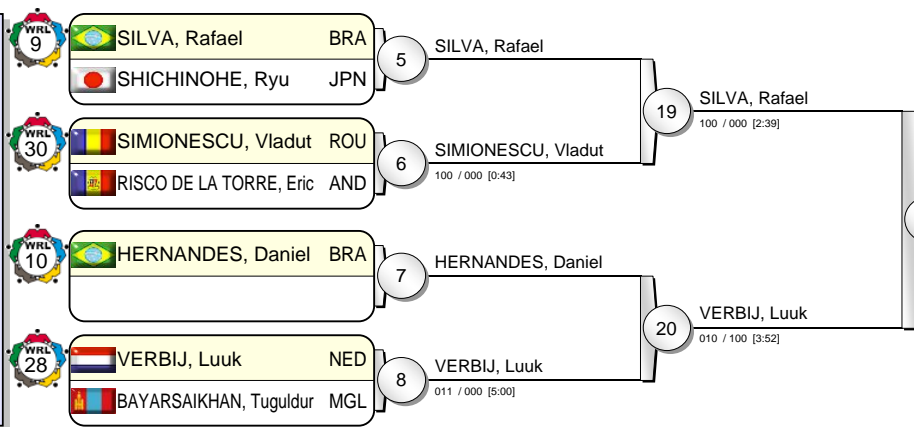 WRL
9
SILVA, Rafael BRA
SHICHINOHE, Ryu JPN
5
SILVA, Rafael
WRL
30
SIMIONESCU, Vladut ROU
RISCO DE LA TORRE, Eric AND
6
SIMIONESCU, Vladut
100 / 000 [0:43]
19
SILVA, Rafael
100 / 000 [2:39]
WRL
10
HERNANDES, Daniel BRA
7
HERNANDES, Daniel
WRL
28
VERBIJ, Luuk NED
BAYARSAIKHAN, Tuguldur MGL
8
VERBIJ, Luuk
011 / 000 [5:00]
20
VERBIJ, Luuk
010 / 100 [3:52]